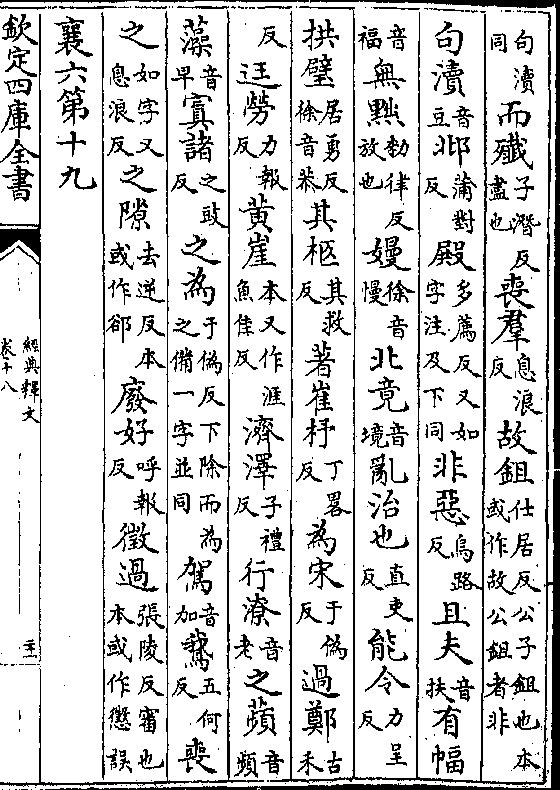 句瀆同而殲子潛反盡也喪羣息浪反故鉏仕居反公子鉏也本或作故公鉏者非
句瀆音豆邶蒲對反殿多薦反又如字注及下同非惡烏路反且夫音扶有幅
音福無黜勅律反放也嫚徐音慢北竟音境亂治也直吏反能令力呈反
拱璧居勇反徐音恭其柩其救反著崔杼丁畧反為宋于偽反過鄭古禾
反迋勞力報反黃崖本又作涯魚佳反濟澤子禮反行潦音老之蘋音頻
藻音早寘諸之豉反之為于偽反下除而為之備一字並同駕音加鵝五何反喪
之如字又息浪反之隙去逆反本或作郤廢好呼報反徵過張陵反審也本或作懲誤
襄六第十九
欽定四庫全書
經典釋文
卷十八